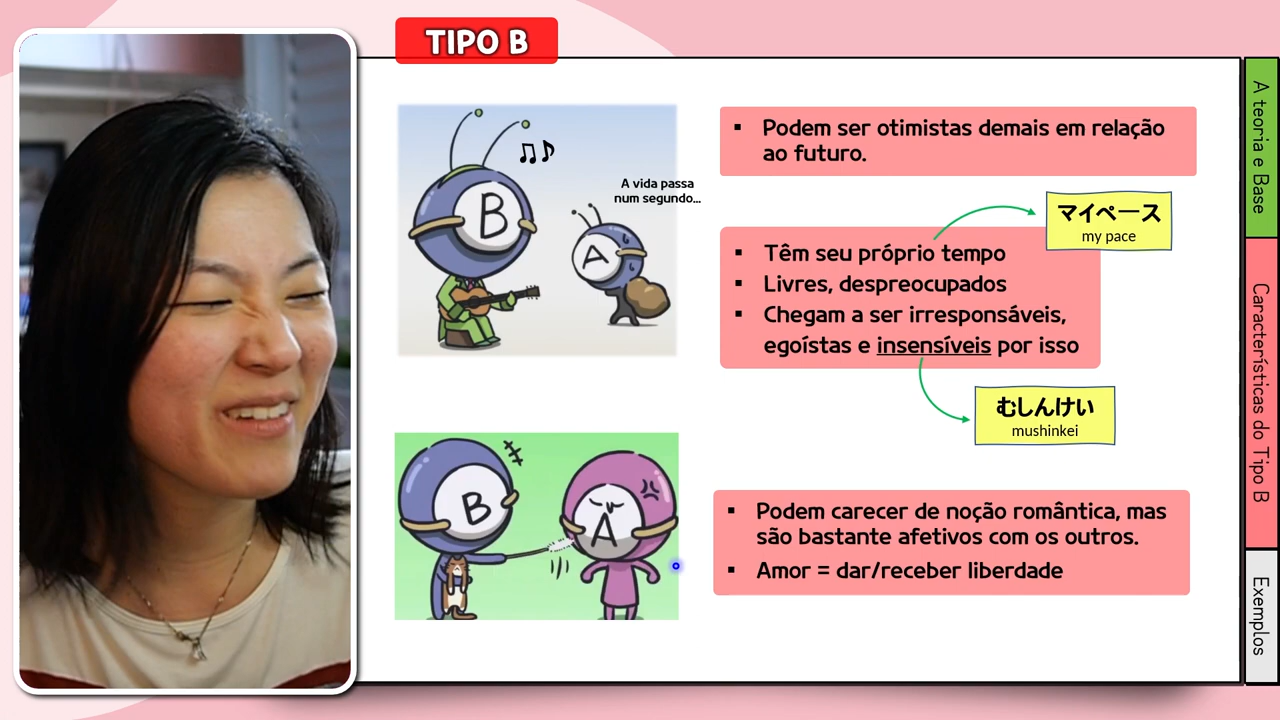 TIPO B
B
A vida passa
num segundo...
A
▪ Podem ser otimistas demais em relação
ao futuro.
マイペース
my pace
▪ Têm seu próprio tempo
▪ Livres, despreocupados
▪ Chegam a ser irresponsáveis,
egoístas e insensíveis por isso
むしんけい
mushinkei
B
A
▪ Podem carecer de noção romântica, mas
são bastante afetivos com os outros.
▪ Amor = dar/receber liberdade
A teoria e Base
Características do Tipo B
Exemplos